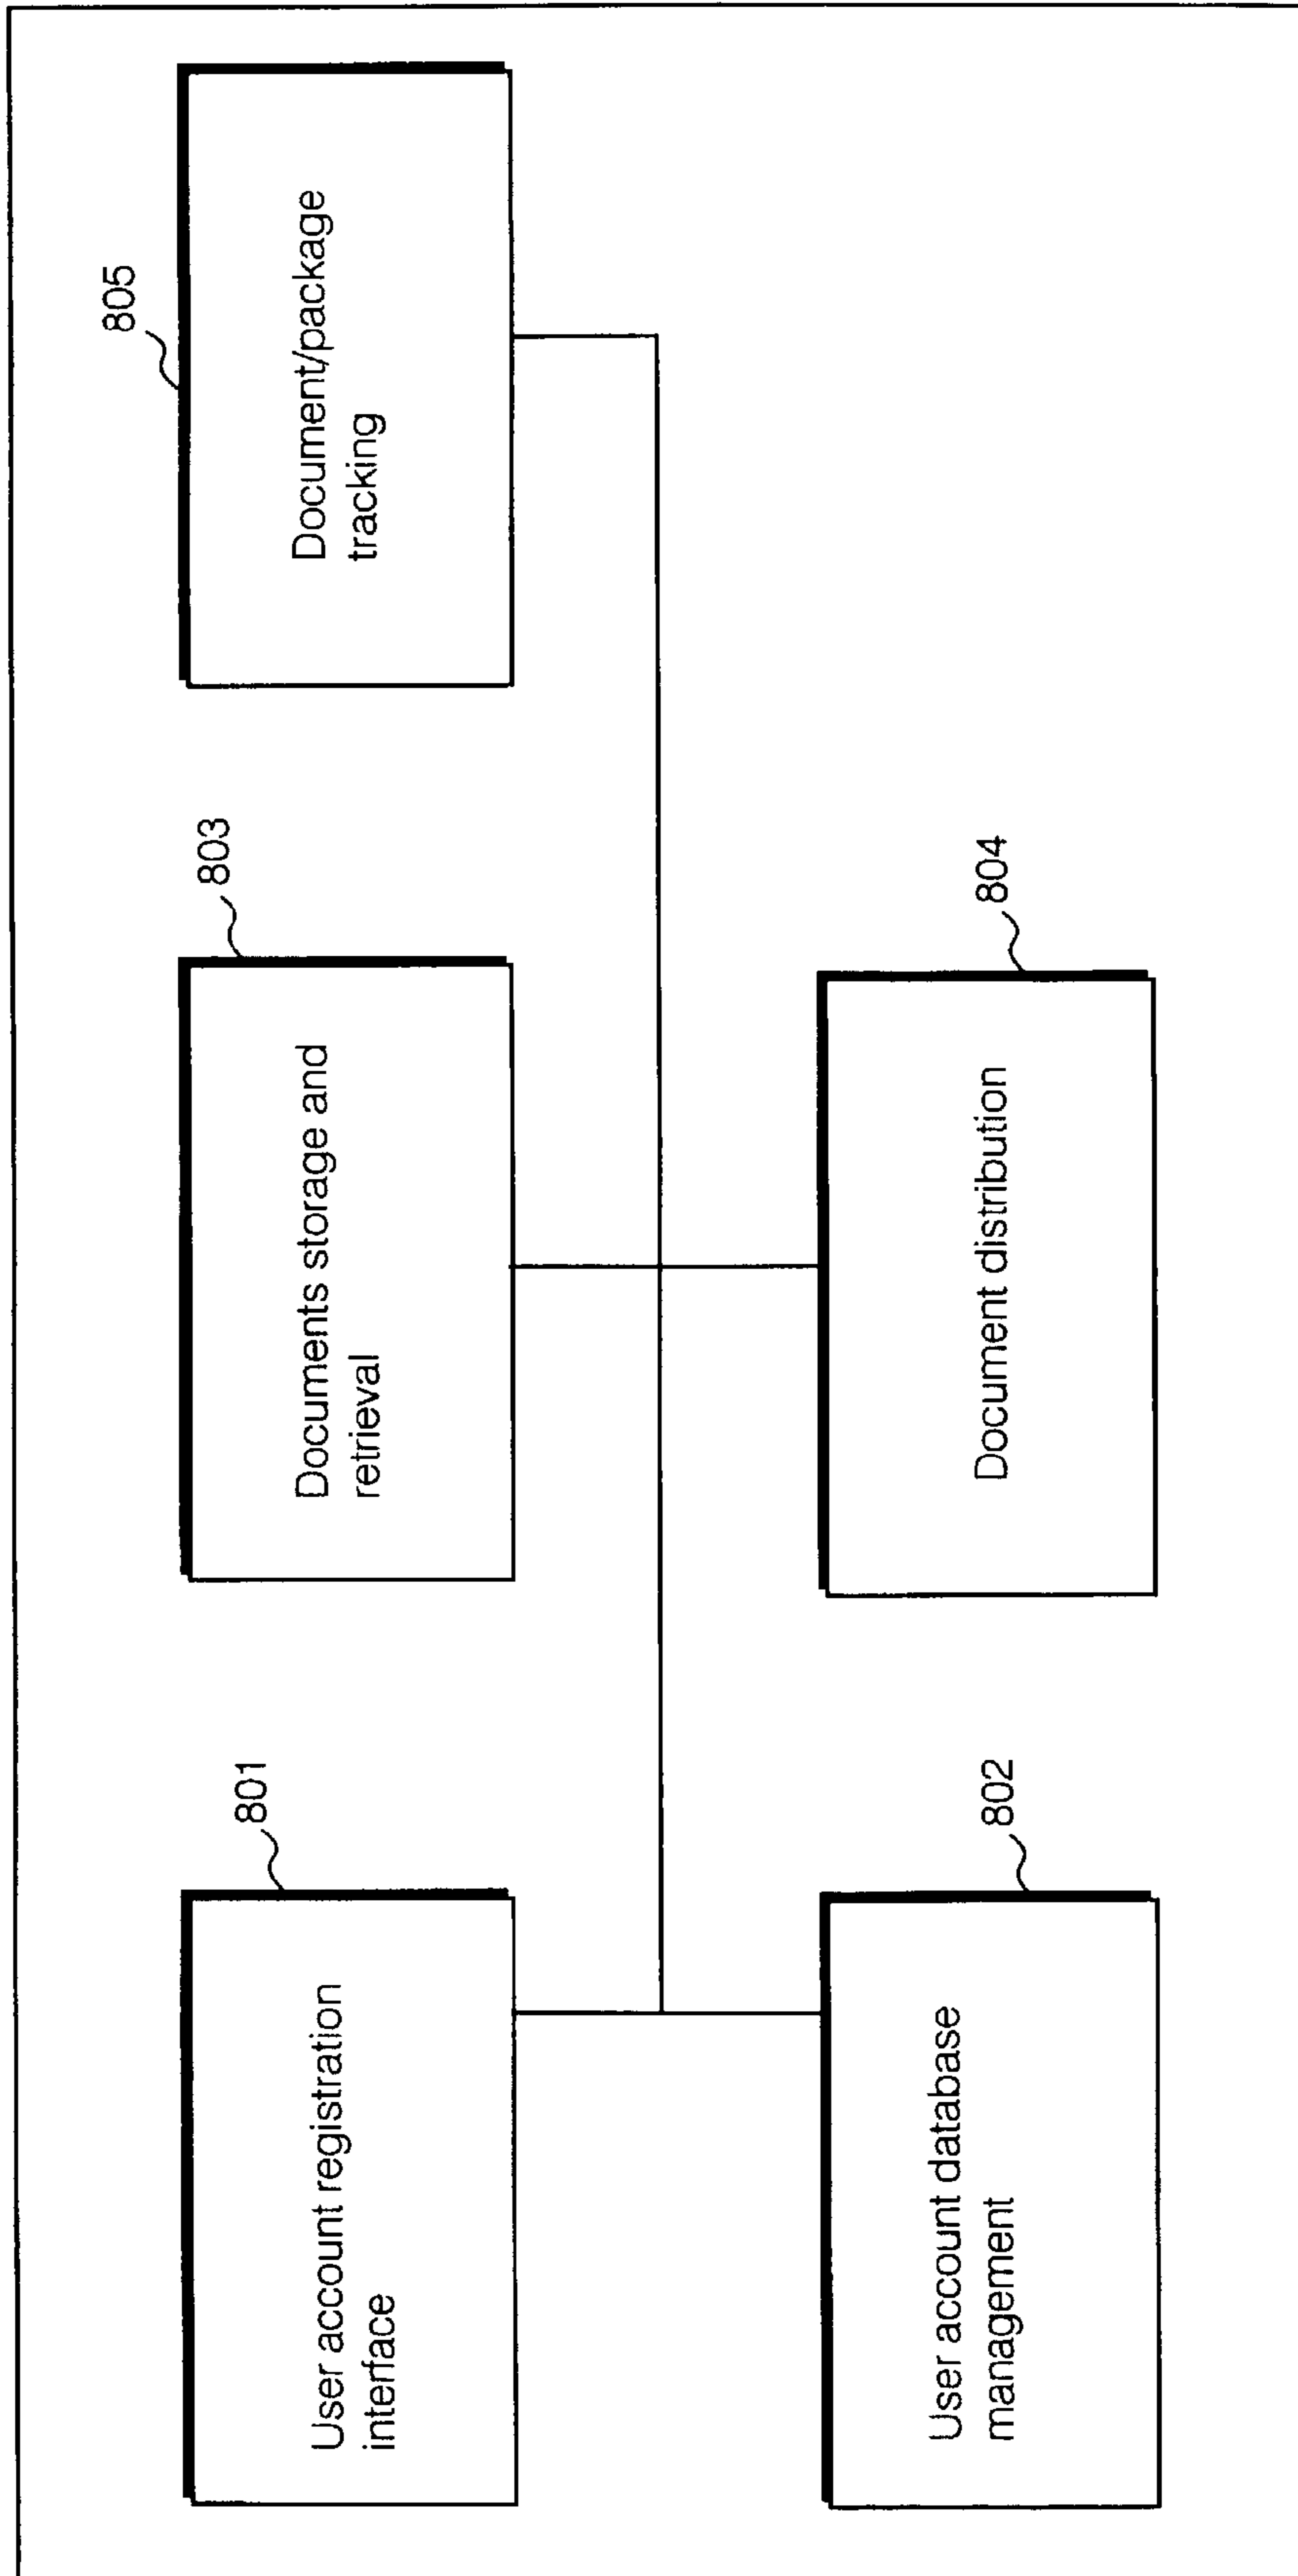 801
User account registration
interface
803
Documents storage and
retrieval
805
Document/package
tracking
802
User account database
management
804
Document distribution